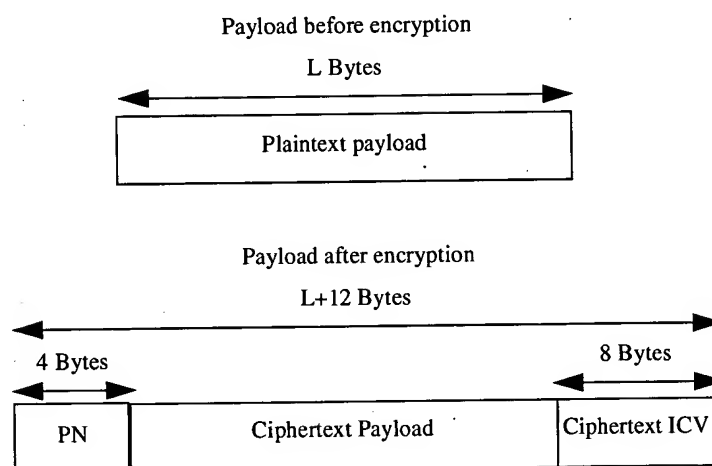 Payload before encryption
L Bytes
Plaintext payload
Payload after encryption
L+12 Bytes
4 Bytes
8 Bytes
PN
Ciphertext Payload
Ciphertext ICV